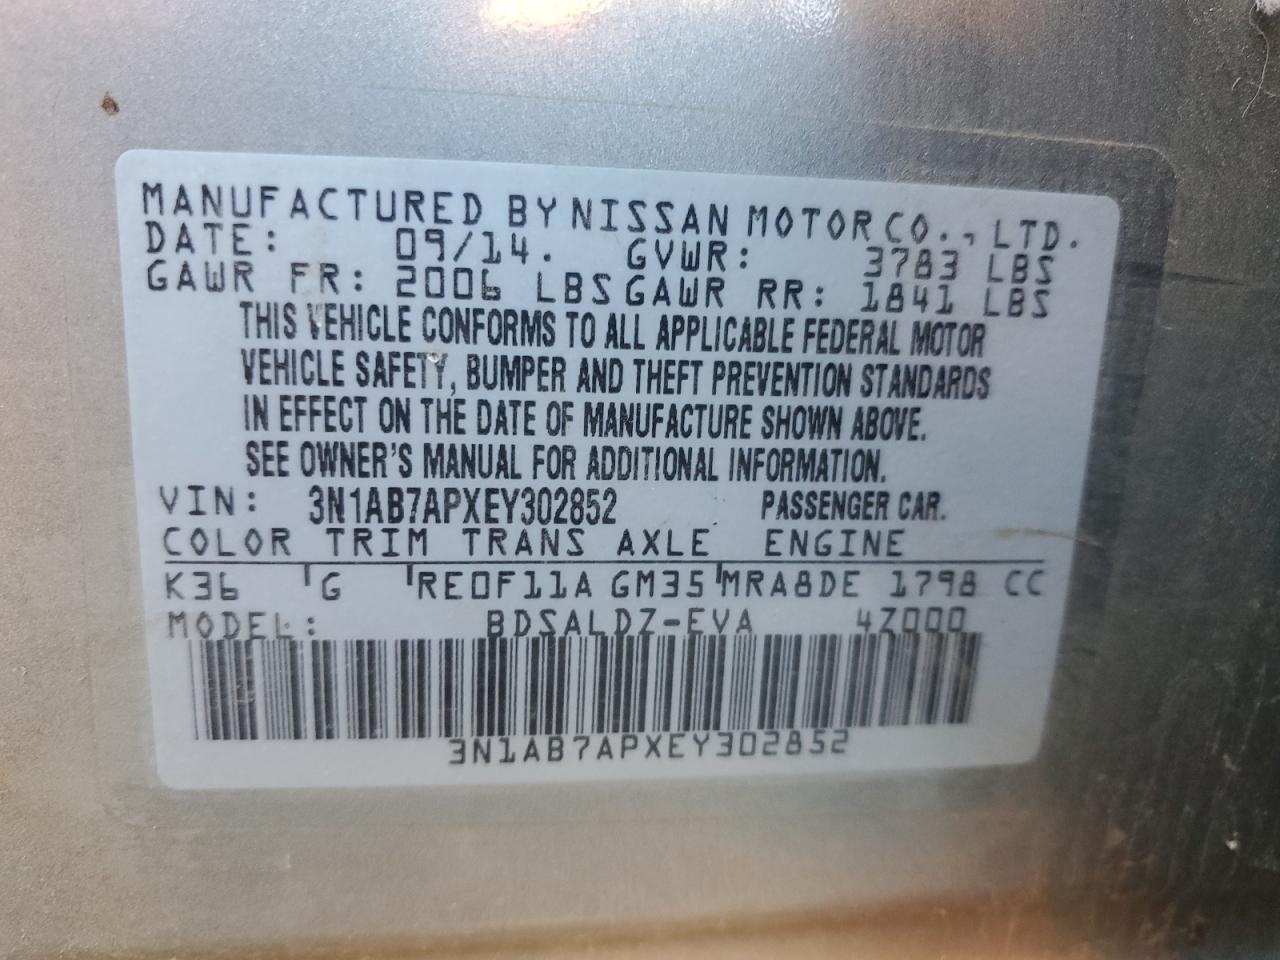 MANUFACTURED BY NISSAN MOTOR CO., LTD.
DATE: 09/14. GVWR: 3783 LBS
GAWR FR: 2006 LBS GAWR RR: 1841 LBS
THIS VEHICLE CONFORMS TO ALL APPLICABLE FEDERAL MOTOR
VEHICLE SAFETY, BUMPER AND THEFT PREVENTION STANDARDS
IN EFFECT ON THE DATE OF MANUFACTURE SHOWN ABOVE.
SEE OWNER'S MANUAL FOR ADDITIONAL INFORMATION.
VIN: 3N1AB7APXEY302852 PASSENGER CAR.
COLOR TRIM TRANS AXLE ENGINE
K36 G RE0F11A GM35 MRA8DE 1798 CC
MODEL: BDSALDZ-EVA 4Z000
3N1AB7APXEY302852